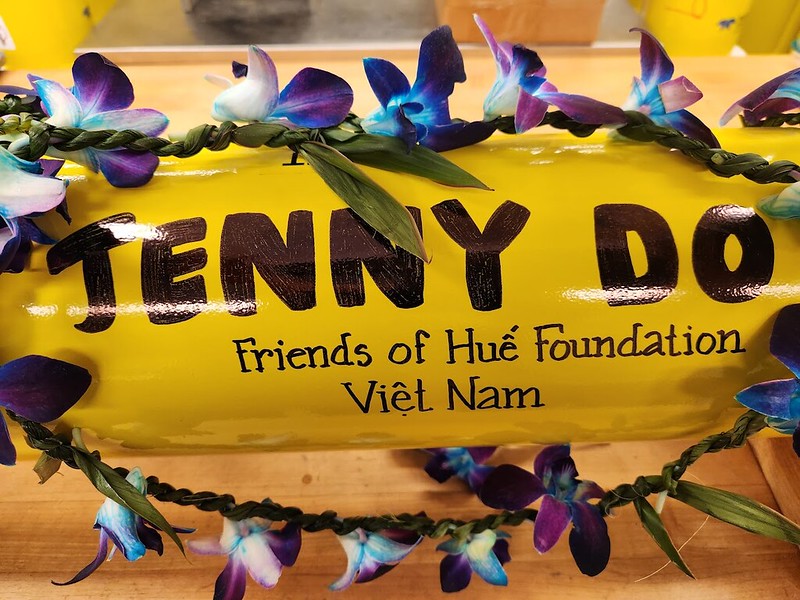 JENNY DO
Friends of Huế Foundation
Việt Nam